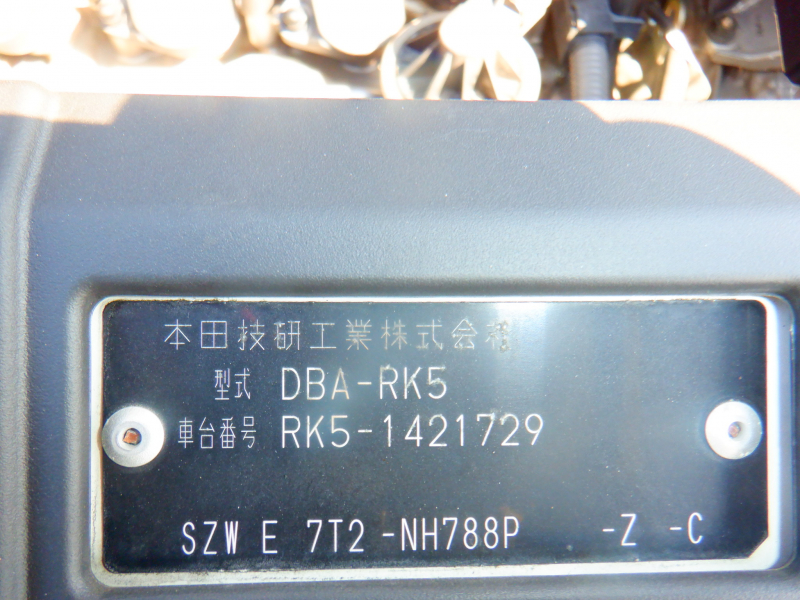 本田技研工業株式会社
型式 DBA-RK5
車台番号 RK5-1421729
SZW E 7T2 -NH788P -Z -C